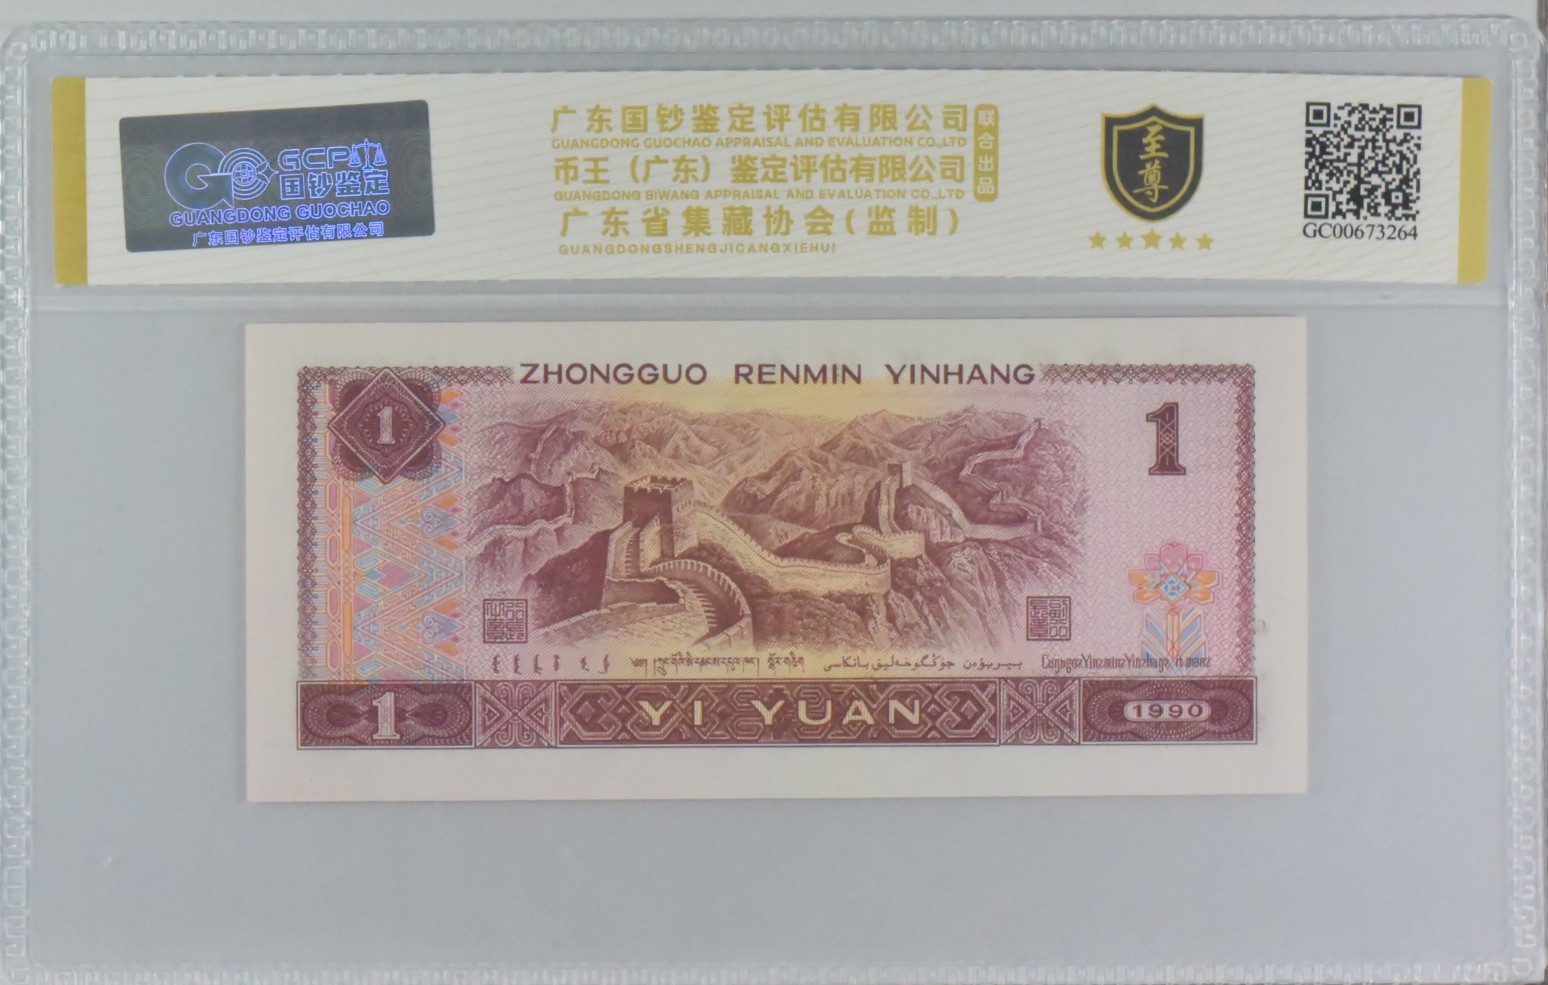 GCP
国钞鉴定
GUANGDONG GUOCHAO
广东国钞鉴定评估有限公司
广东国钞鉴定评估有限公司
GUANGDONG GUOCHAO APPRAISAL AND EVALUATION CO.,LTD
币王（广东）鉴定评估有限公司
GUANGDONG BIWANG APPRAISAL AND EVALUATION CO.,LTD
广东省集藏协会(监制)
GUANGDONGSHENGJICANGXIEHUI
联合出品
至尊
GC00673264
ZHONGGUO RENMIN YINHANG
1
1
1
YI YUAN
1990